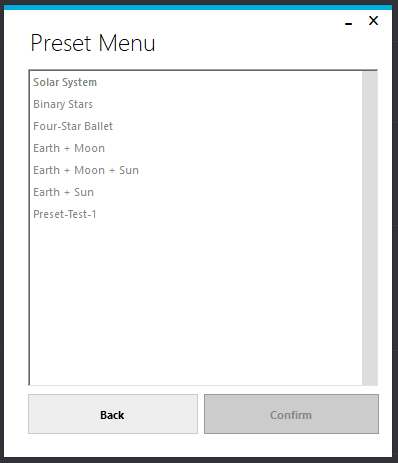 Preset Menu
Solar System
Binary Stars
Four-Star Ballet
Earth + Moon
Earth + Moon + Sun
Earth + Sun
Preset-Test-1
Back
Confirm